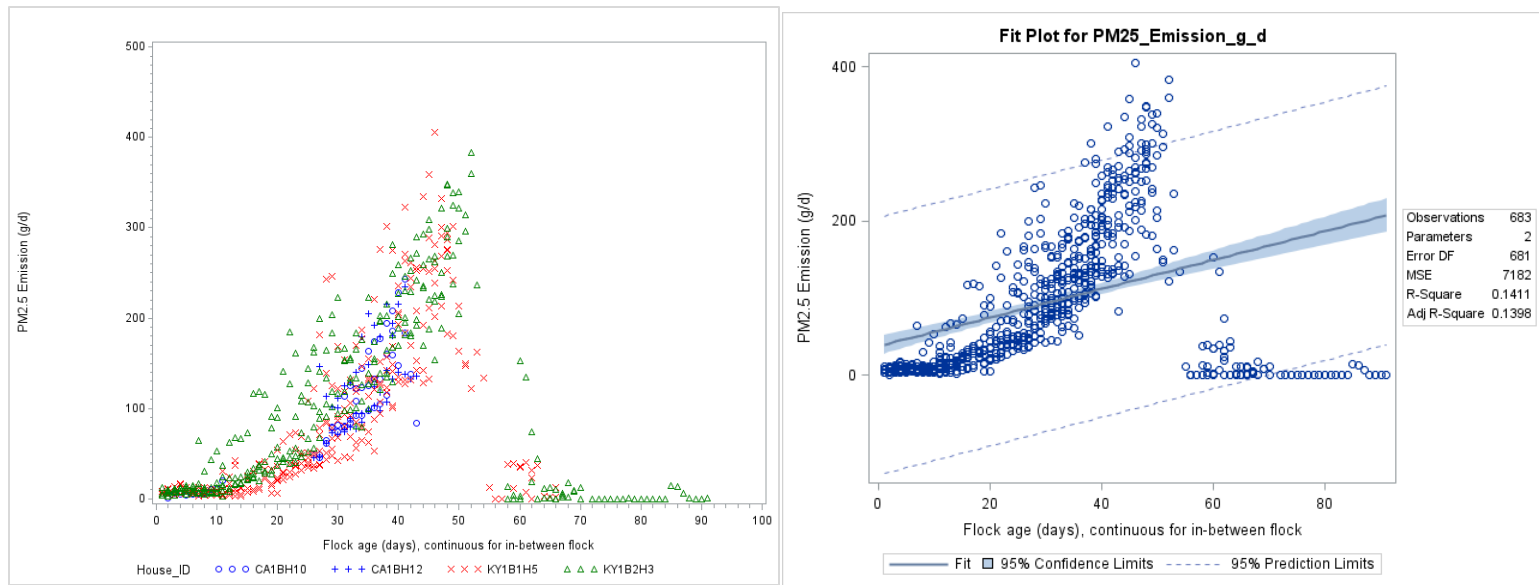 500
400
300
200
100
0
PM2.5 Emission (g/d)
0 10 20 30 40 50 60 70 80 90 100
Flock age (days), continuous for in-between flock
House_ID CA1BH10 CA1BH12 KY1B1H5 KY1B2H3
Fit Plot for PM25_Emission_g_d
400
200
0
PM2.5 Emission (g/d)
0 20 40 60 80
Flock age (days), continuous for in-between flock
Fit 95% Confidence Limits 95% Prediction Limits
Observations 683
Parameters 2
Error DF 681
MSE 7182
R-Square 0.1411
Adj R-Square 0.1398